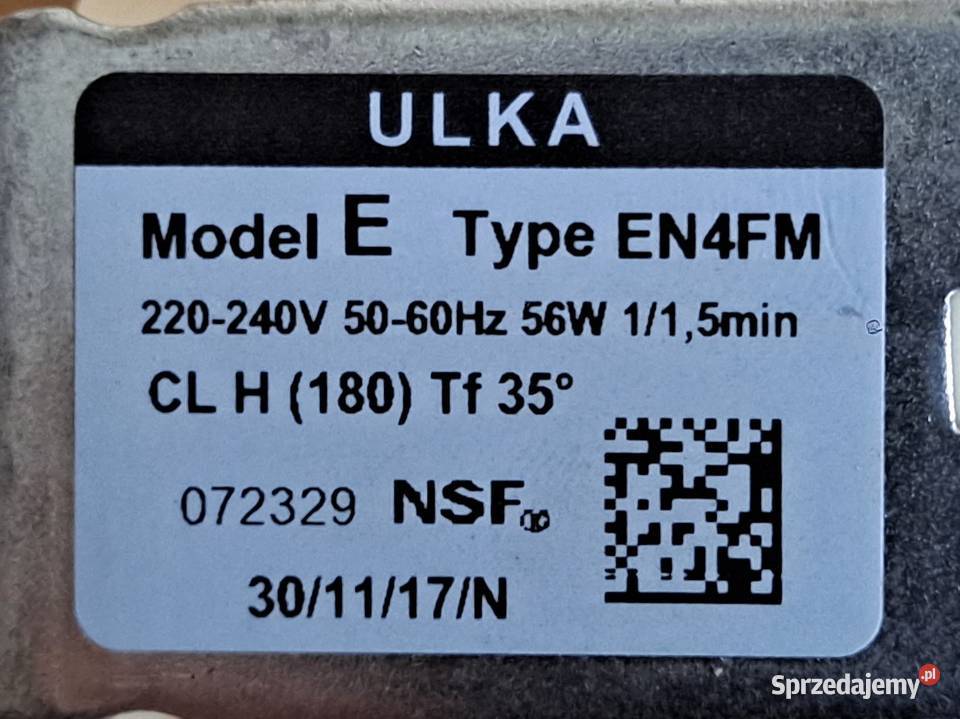 ULKA
Model E Type EN4FM
220-240V 50-60Hz 56W 1/1,5min
CL H (180) Tf 35°
072329 NSF
30/11/17/N
Sprzedajemy.pl